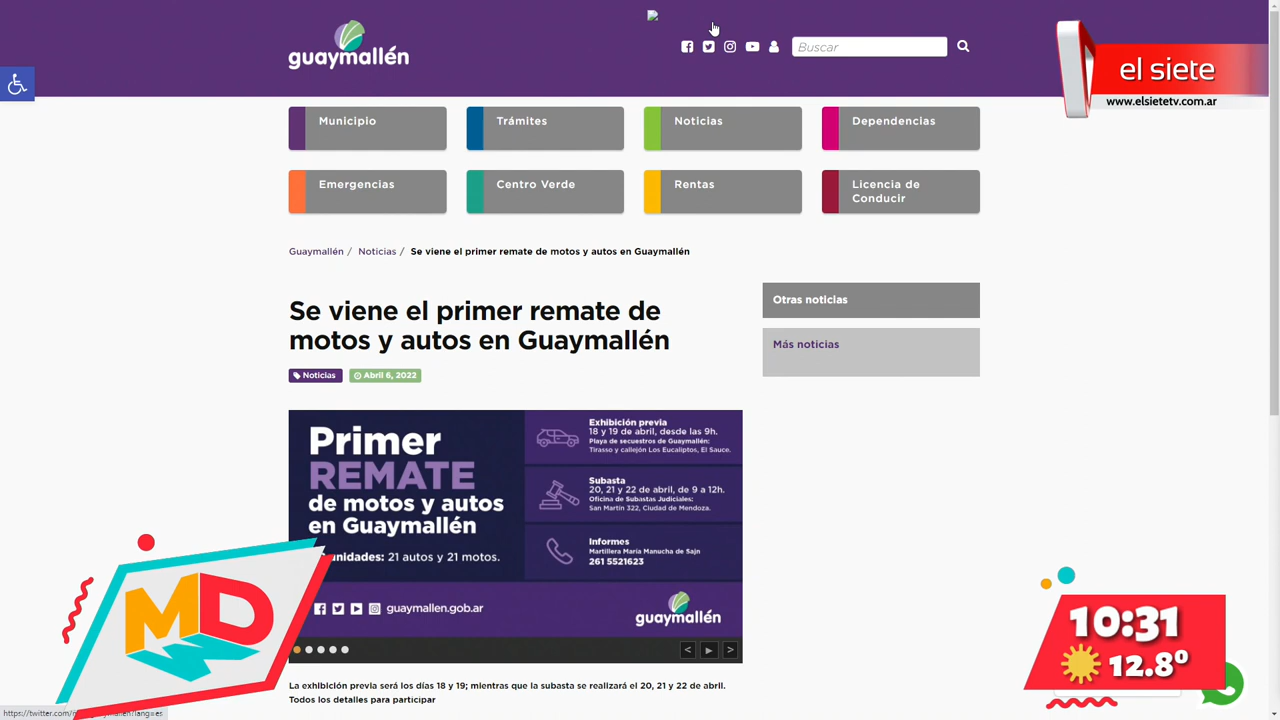 guaymallén
Buscar
el siete
www.elsietetv.com.ar
Municipio
Trámites
Noticias
Dependencias
Emergencias
Centro Verde
Rentas
Licencia de
Conducir
Guaymallén / Noticias / Se viene el primer remate de motos y autos en Guaymallén
Se viene el primer remate de
motos y autos en Guaymallén
Noticias
Abril 6, 2022
Otras noticias
Más noticias
Primer
REMATE
de motos y autos
en Guaymallén
unidades: 21 autos y 21 motos.
Exhibición previa
18 y 19 de abril, desde las 9h.
Playa de secuestros de Guaymallén:
Tirasso y callejón Los Eucaliptos, El Sauce.
Subasta
20, 21 y 22 de abril, de 9 a 12h.
Oficina de Subastas Judiciales:
San Martín 322, Ciudad de Mendoza.
Informes
Martillera María Manucha de Sajn
261 5521623
guaymallen.gob.ar
guaymallén
< ▶ >
La exhibición previa será los días 18 y 19; mientras que la subasta se realizará el 20, 21 y 22 de abril.
Todos los detalles para participar
MD
10:31
12.8º